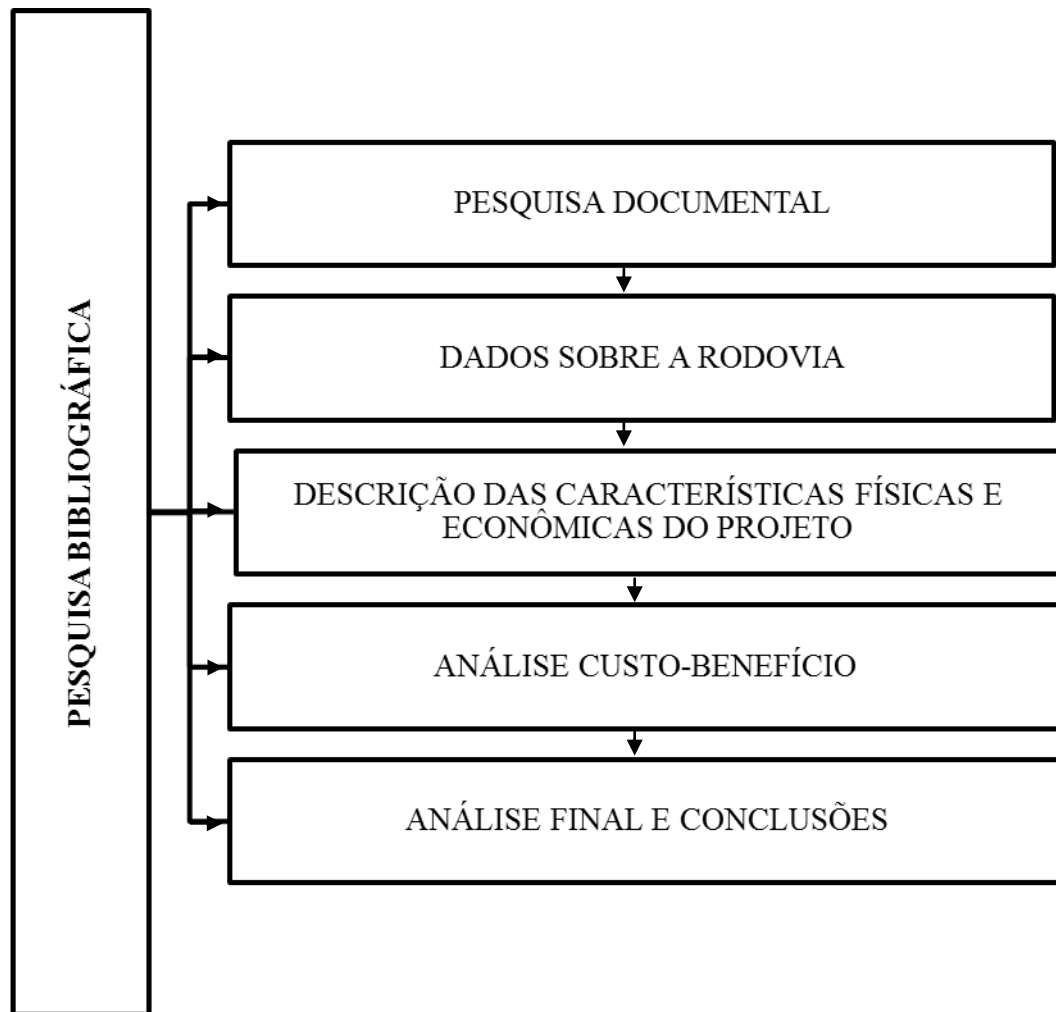 PESQUISA BIBLIOGRÁFICA
PESQUISA DOCUMENTAL
DADOS SOBRE A RODOVIA
DESCRIÇÃO DAS CARACTERÍSTICAS FÍSICAS E
ECONÔMICAS DO PROJETO
ANÁLISE CUSTO-BENEFÍCIO
ANÁLISE FINAL E CONCLUSÕES